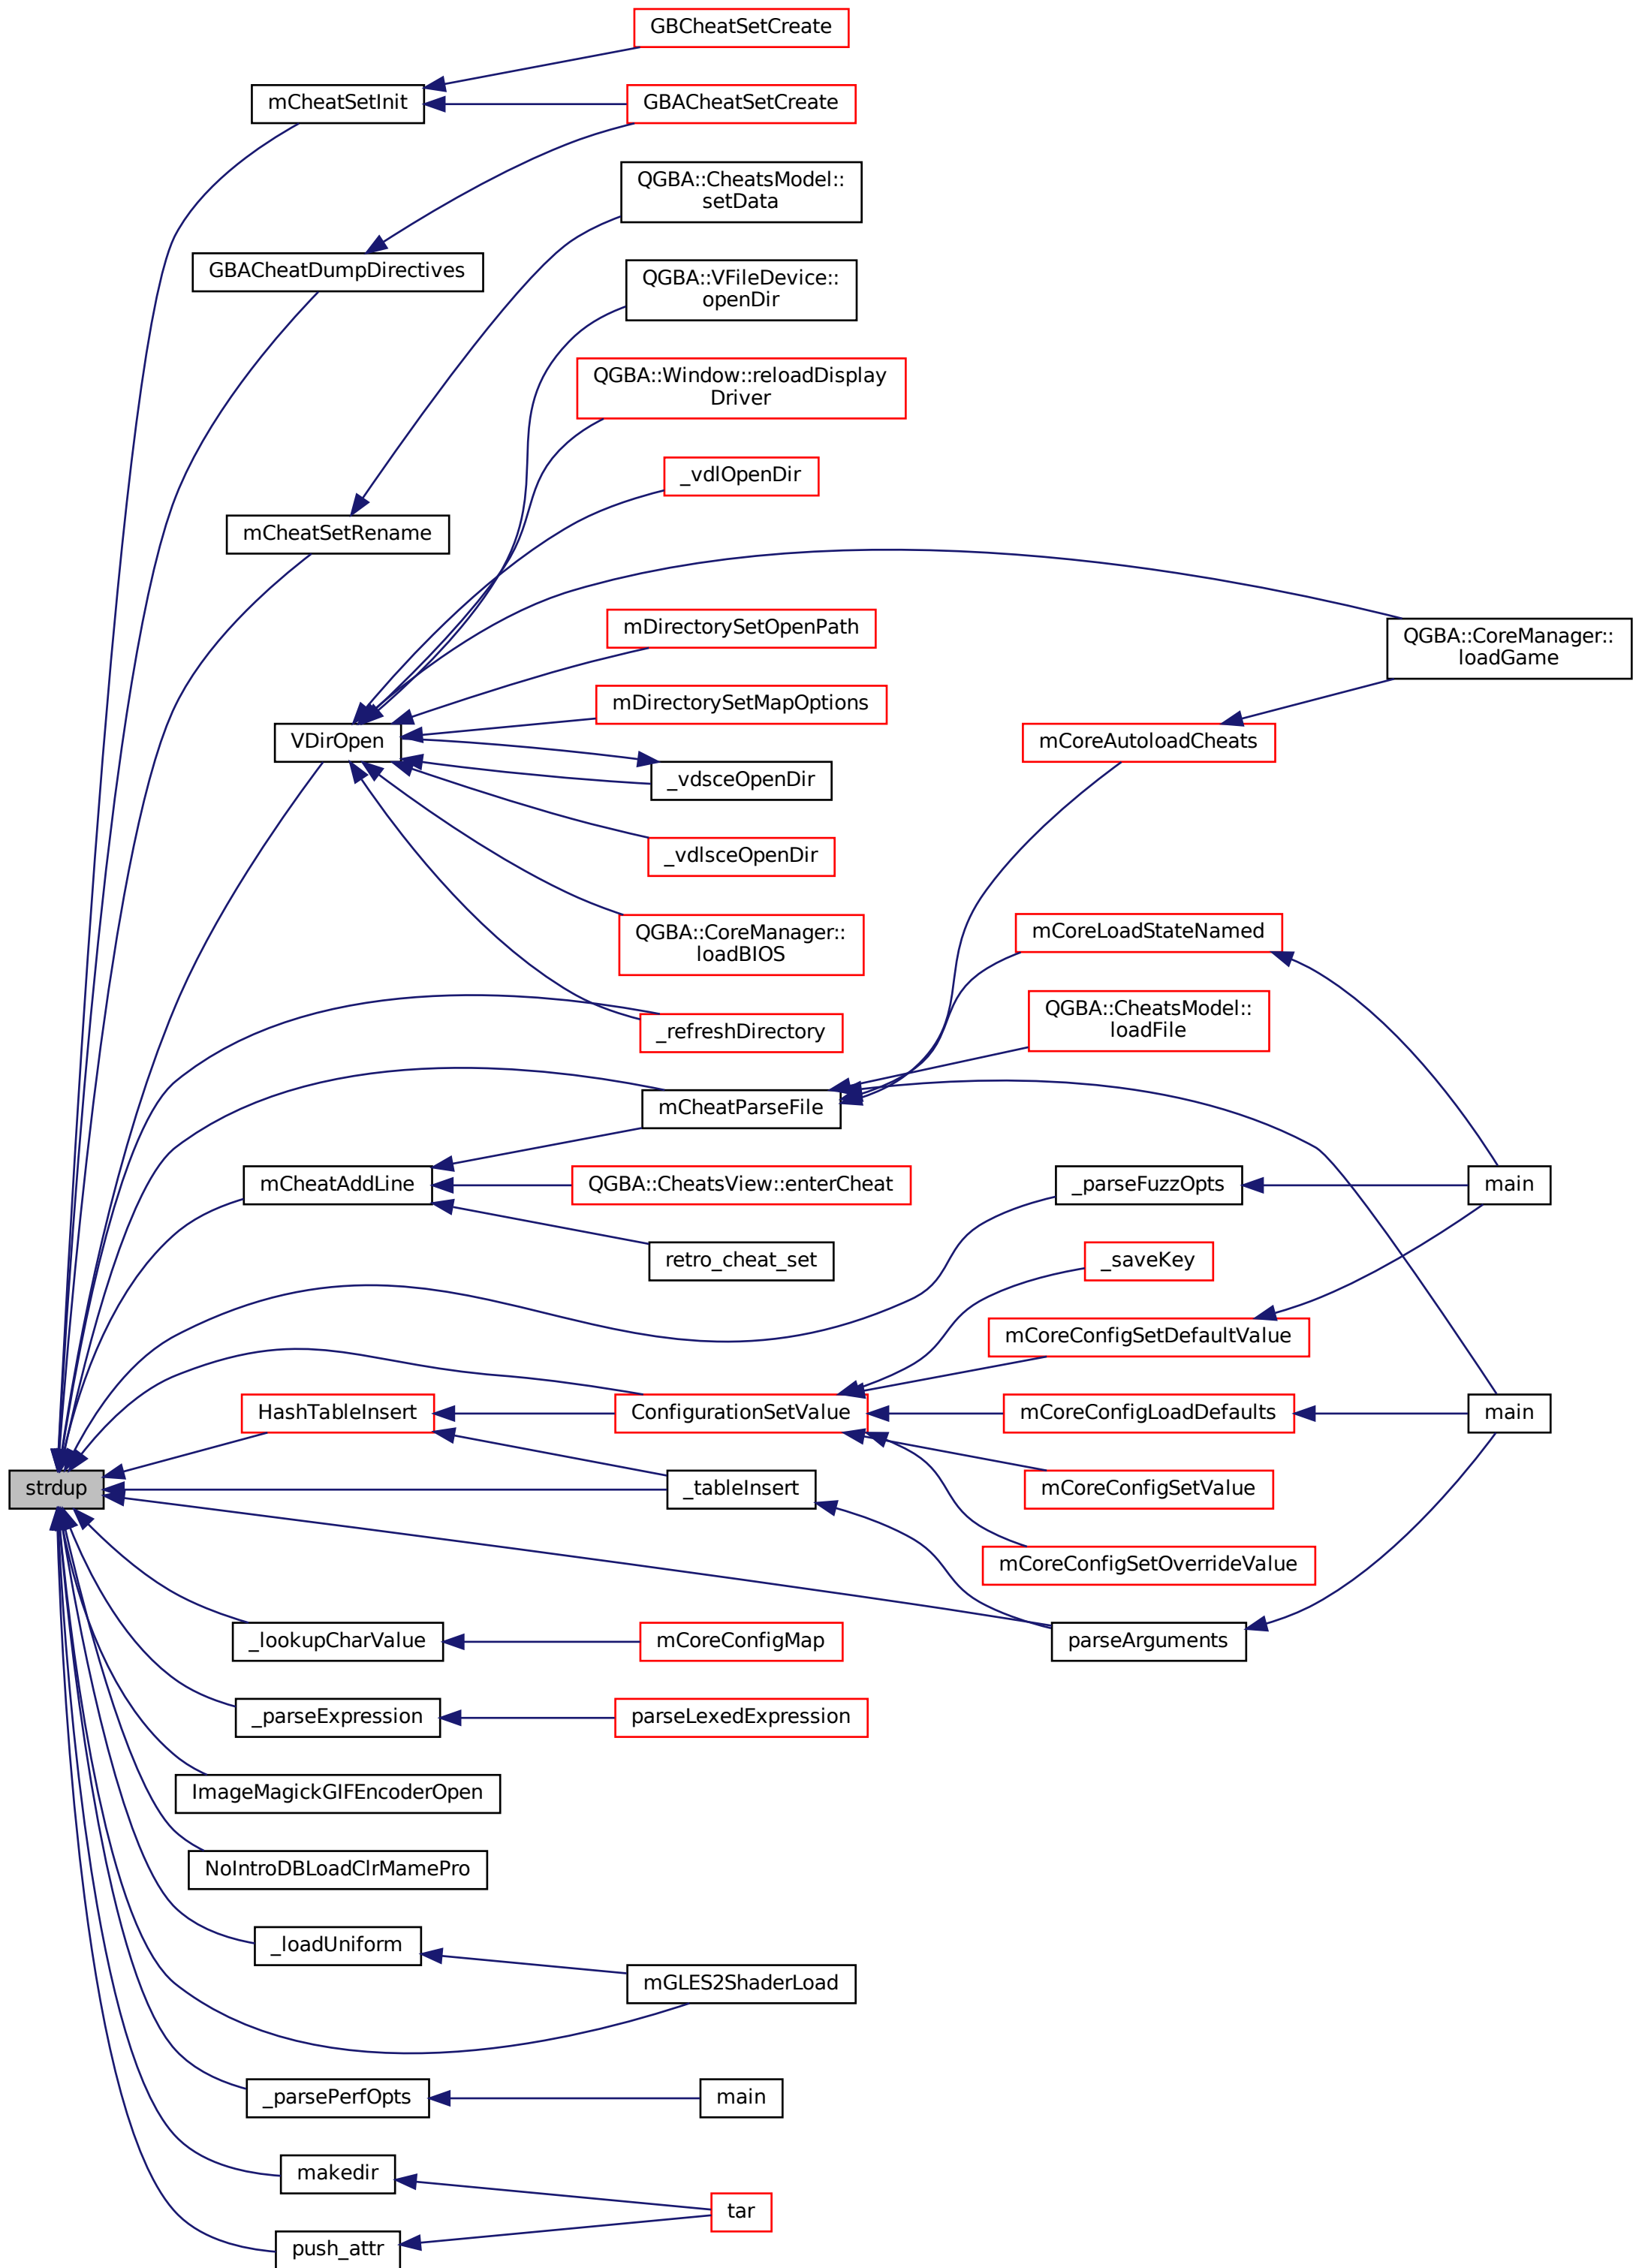 GBCheatSetCreate
mCheatSetInit
GBACheatSetCreate
QGBA::CheatsModel::
setData
GBACheatDumpDirectives
QGBA::VFileDevice::
openDir
QGBA::Window::reloadDisplay
Driver
_vdlOpenDir
mCheatSetRename
mDirectorySetOpenPath
QGBA::CoreManager::
loadGame
mDirectorySetMapOptions
VDirOpen
mCoreAutoloadCheats
_vdsceOpenDir
_vdlsceOpenDir
QGBA::CoreManager::
loadBIOS
mCoreLoadStateNamed
QGBA::CheatsModel::
loadFile
_refreshDirectory
mCheatParseFile
mCheatAddLine
QGBA::CheatsView::enterCheat
_parseFuzzOpts
main
retro_cheat_set
_saveKey
mCoreConfigSetDefaultValue
HashTableInsert
ConfigurationSetValue
mCoreConfigLoadDefaults
main
strdup
_tableInsert
mCoreConfigSetValue
mCoreConfigSetOverrideValue
_lookupCharValue
mCoreConfigMap
parseArguments
_parseExpression
parseLexedExpression
ImageMagickGIFEncoderOpen
NoIntroDBLoadClrMamePro
_loadUniform
mGLES2ShaderLoad
_parsePerfOpts
main
makedir
tar
push_attr